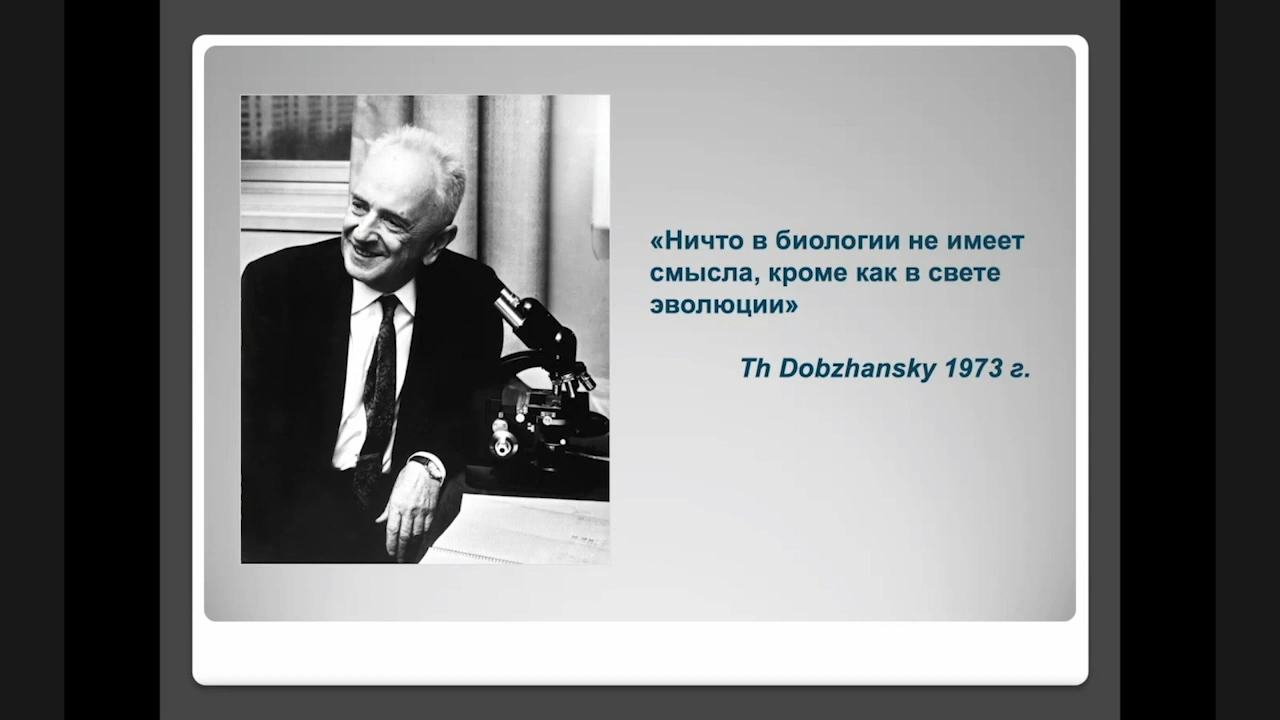 «Ничто в биологии не имеет
смысла, кроме как в свете
эволюции»
Th Dobzhansky 1973 г.